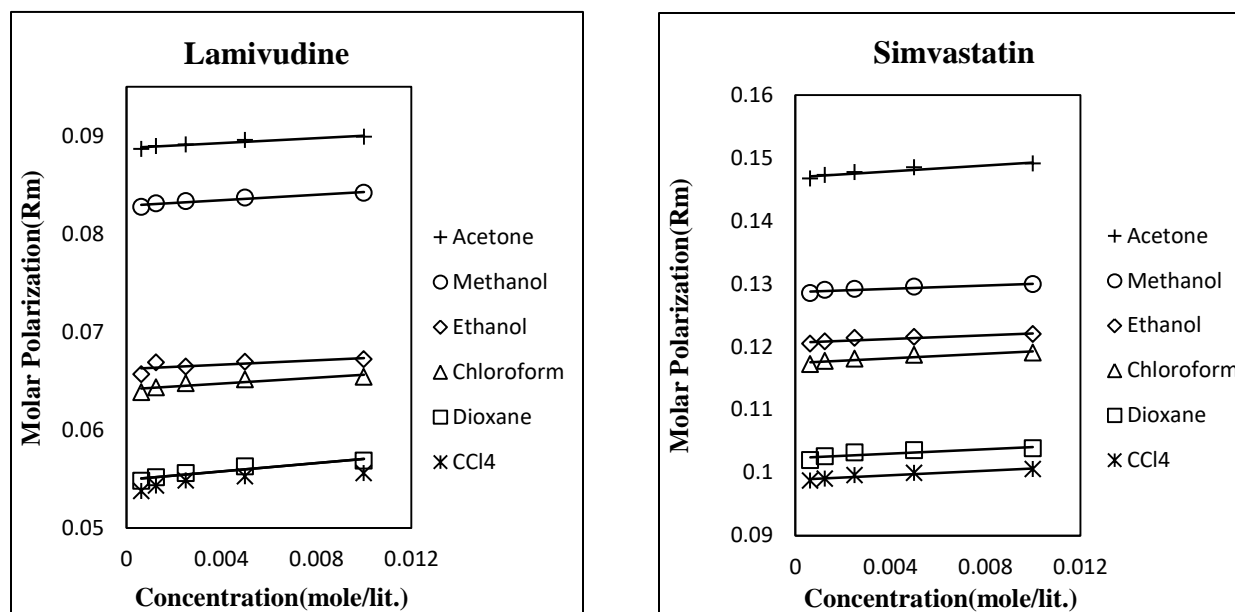 Lamivudine
Molar Polarization(Rm)
0.09
0.08
0.07
0.06
0.05
0
0.004
0.008
0.012
Concentration(mole/lit.)
Acetone
Methanol
Ethanol
Chloroform
Dioxane
CCl4
Simvastatin
Molar Polarization(Rm)
0.16
0.15
0.14
0.13
0.12
0.11
0.1
0.09
0
0.004
0.008
0.012
Concentration(mole/lit.)
Acetone
Methanol
Ethanol
Chloroform
Dioxane
CCl4